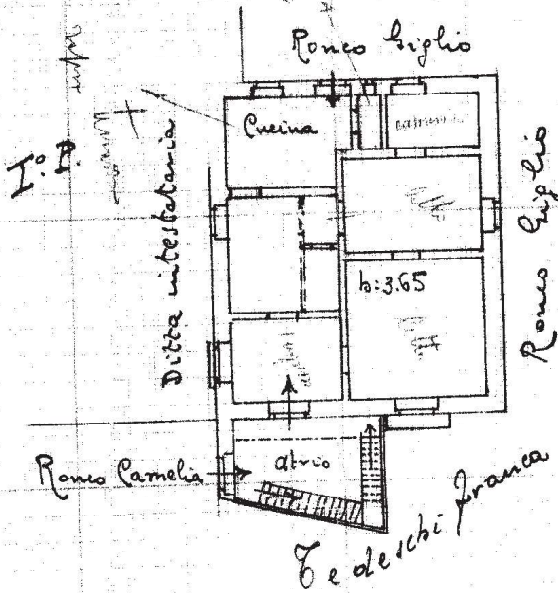 Ronco Giglio
Cucina
I.º P.
Ditta intestataria
Ronco Giglio
h:3.65
Ronco Camelia
atrio
Tedeschi franca